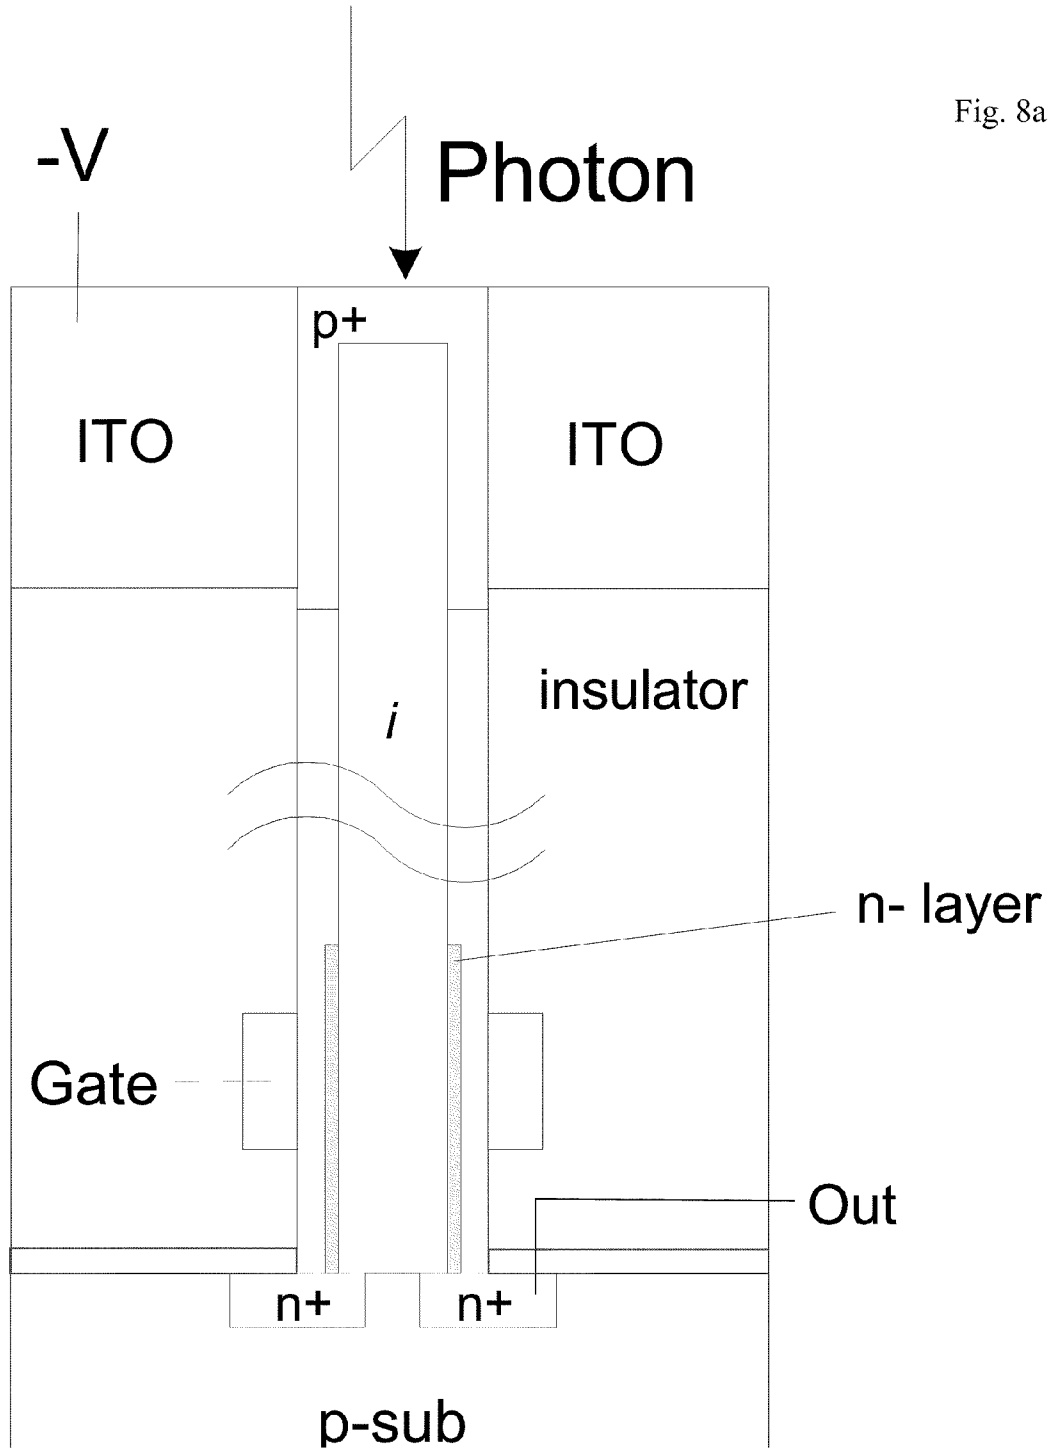 Fig. 8a
-V
Photon
p+
ITO
ITO
insulator
i
n- layer
Gate
Out
n+
n+
p-sub